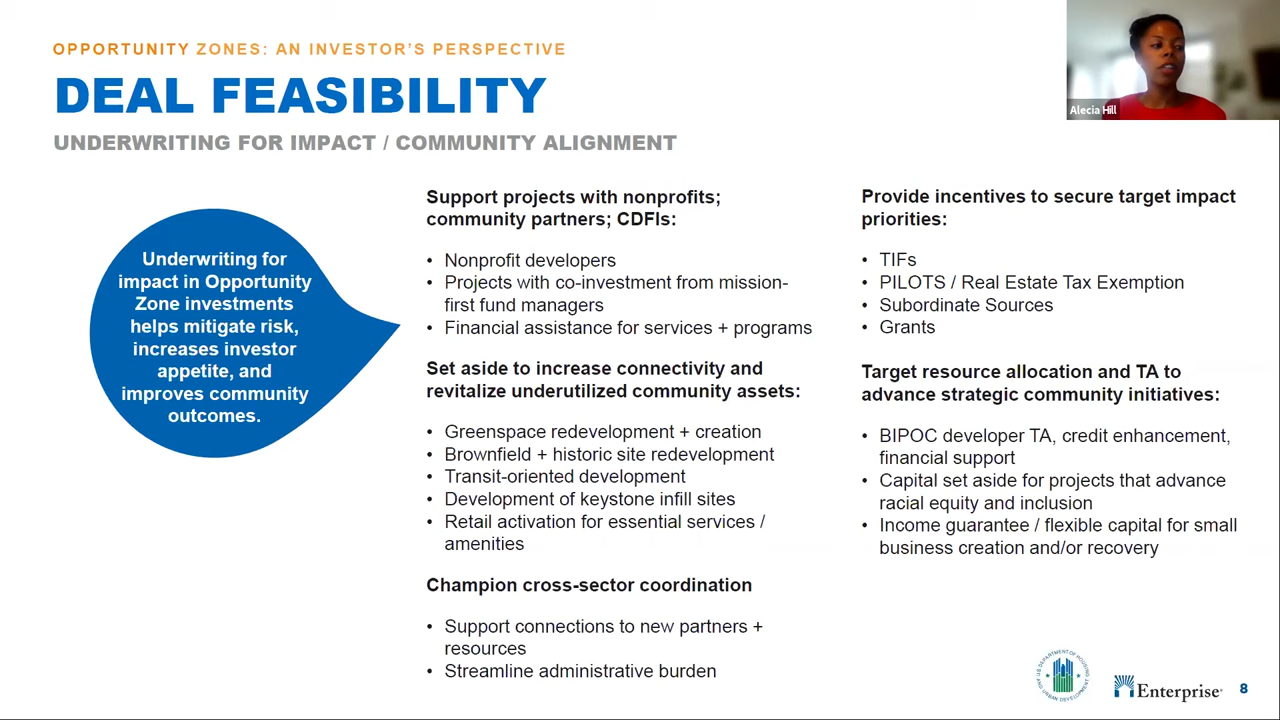 OPPORTUNITY ZONES: AN INVESTOR'S PERSPECTIVE
DEAL FEASIBILITY
UNDERWRITING FOR IMPACT / COMMUNITY ALIGNMENT
Alecia Hill
Underwriting for
impact in Opportunity
Zone investments
helps mitigate risk,
increases investor
appetite, and
improves community
outcomes.
Support projects with nonprofits;
community partners; CDFIs:
• Nonprofit developers
• Projects with co-investment from mission-
first fund managers
• Financial assistance for services + programs
Set aside to increase connectivity and
revitalize underutilized community assets:
• Greenspace redevelopment + creation
• Brownfield + historic site redevelopment
• Transit-oriented development
• Development of keystone infill sites
• Retail activation for essential services /
amenities
Champion cross-sector coordination
• Support connections to new partners +
resources
• Streamline administrative burden
Provide incentives to secure target impact
priorities:
• TIFs
• PILOTS / Real Estate Tax Exemption
• Subordinate Sources
• Grants
Target resource allocation and TA to
advance strategic community initiatives:
• BIPOC developer TA, credit enhancement,
financial support
• Capital set aside for projects that advance
racial equity and inclusion
• Income guarantee / flexible capital for small
business creation and/or recovery
U.S. DEPARTMENT OF HOUSING
AND URBAN DEVELOPMENT
Enterprise
8